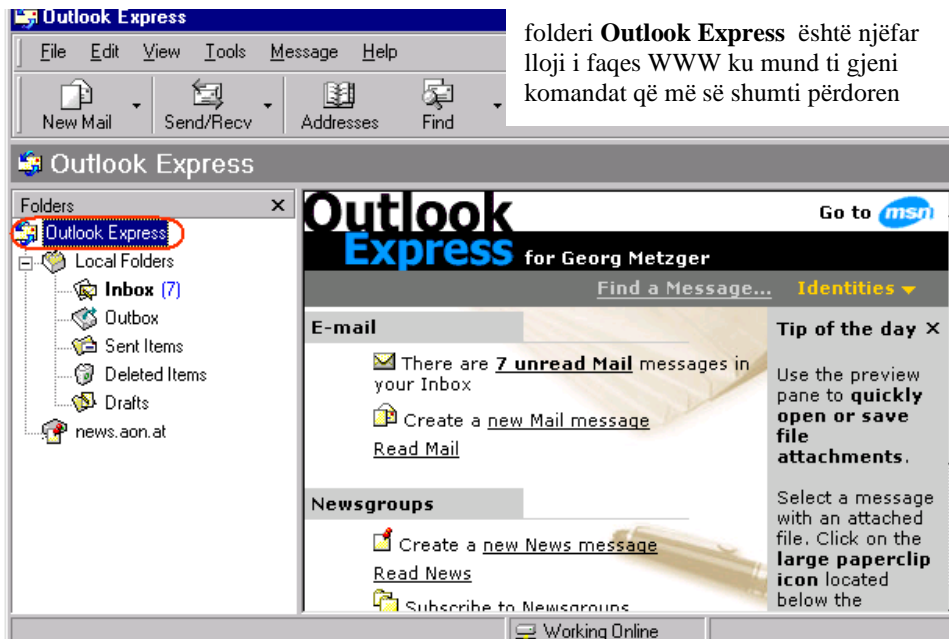 Outlook Express
folderi Outlook Express është njëfar
lloji i faqes WWW ku mund ti gjeni
komandat që më së shumti përdoren
File Edit View Tools Message Help
New Mail Send/Recv Addresses Find
Outlook Express
Folders
Outlook Express
Local Folders
Inbox (7)
Outbox
Sent Items
Deleted Items
Drafts
news.aon.at
Outlook
Express for Georg Metzger
Go to msn
Find a Message... Identities
E-mail
There are 7 unread Mail messages in
your Inbox
Create a new Mail message
Read Mail
Newsgroups
Create a new News message
Read News
Subscribe to Newsgroups
Tip of the day
Use the preview
pane to quickly
open or save
file
attachments.
Select a message
with an attached
file. Click on the
large paperclip
icon located
below the
Working Online